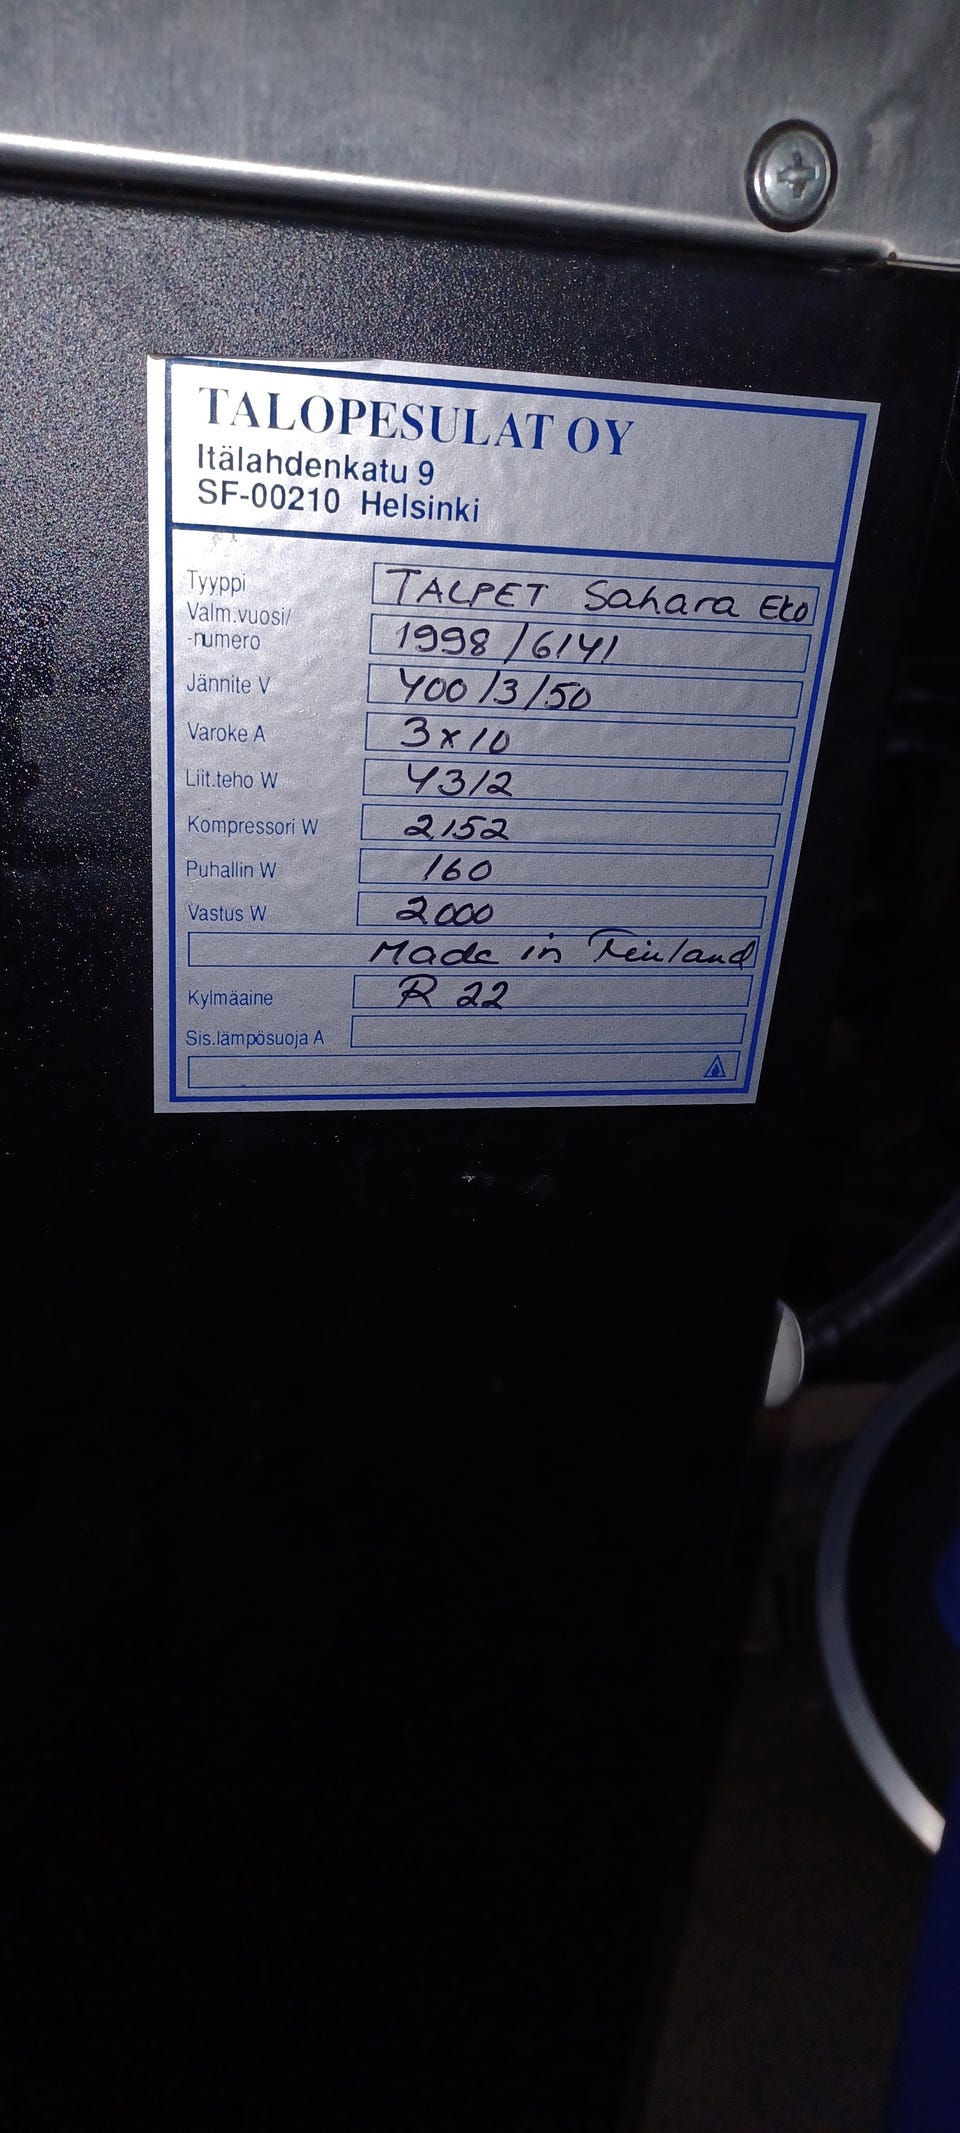 TALOPESULAT OY
Itälahdenkatu 9
SF-00210 Helsinki
Tyyppi TALPET Sahara Eko
Valm.vuosi/
-numero 1998/6141
Jännite V 400/3/50
Varoke A 3x10
Liit.teho W 4312
Kompressori W 2152
Puhallin W 160
Vastus W 2000
Made in Finland
Kylmäaine R 22
Sis.lämpösuoja A